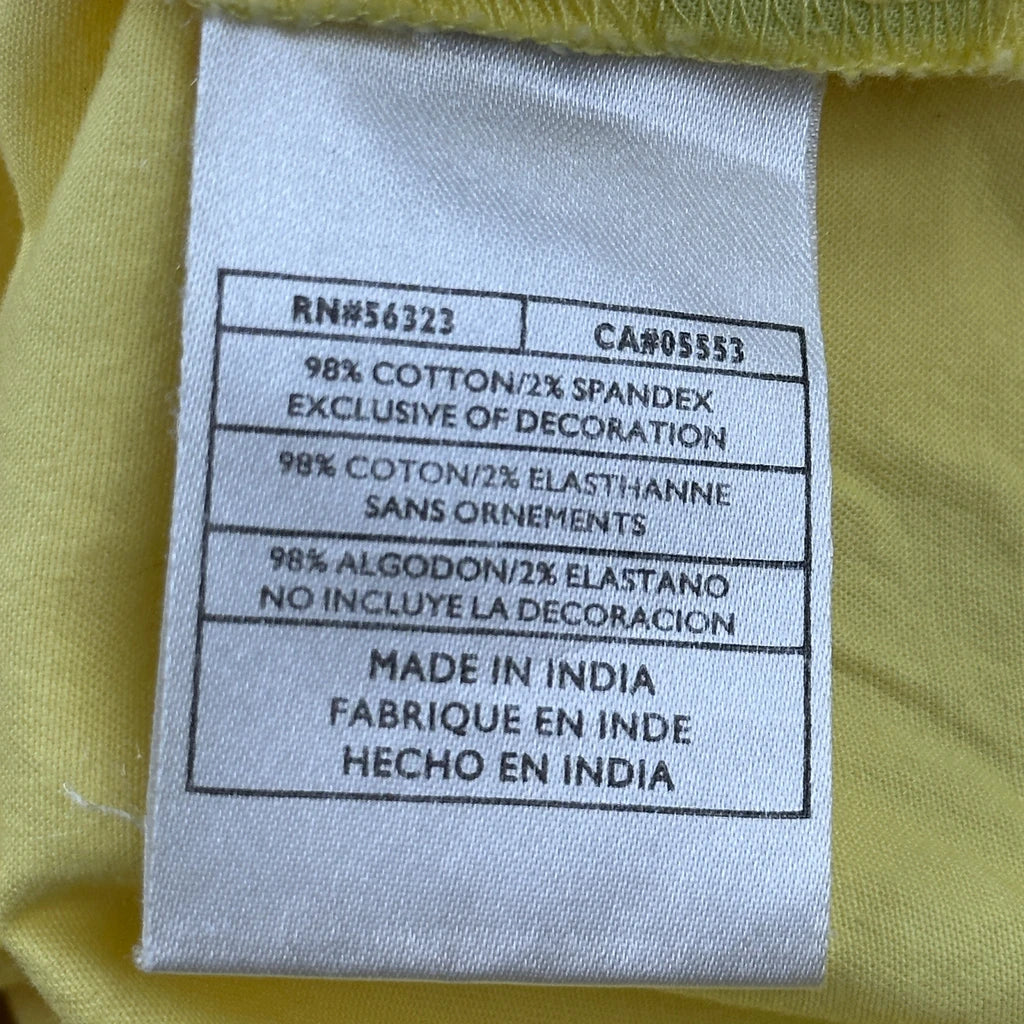 RN#56323 CA#05553
98% COTTON/2% SPANDEX
EXCLUSIVE OF DECORATION
98% COTON/2% ELASTHANNE
SANS ORNEMENTS
98% ALGODON/2% ELASTANO
NO INCLUYE LA DECORACION
MADE IN INDIA
FABRIQUE EN INDE
HECHO EN INDIA